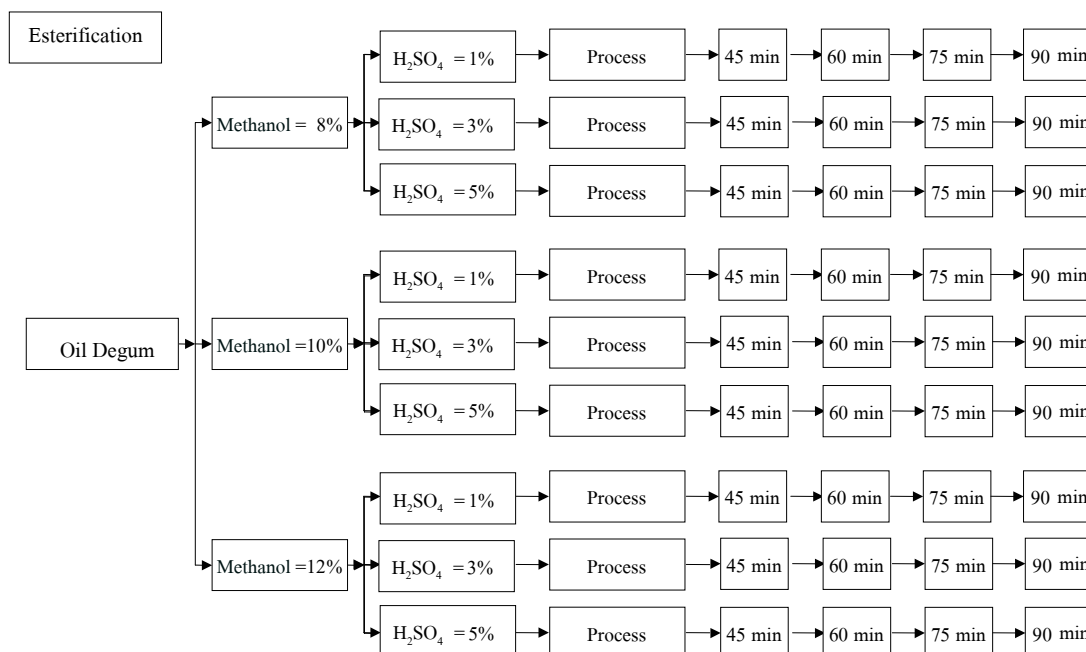 Esterification
H₂SO₄ = 1%
Process
45 min
60 min
75 min
90 min
Methanol = 8%
H₂SO₄ = 3%
Process
45 min
60 min
75 min
90 min
H₂SO₄ = 5%
Process
45 min
60 min
75 min
90 min
H₂SO₄ = 1%
Process
45 min
60 min
75 min
90 min
Oil Degum
Methanol =10%
H₂SO₄ = 3%
Process
45 min
60 min
75 min
90 min
H₂SO₄ = 5%
Process
45 min
60 min
75 min
90 min
H₂SO₄ = 1%
Process
45 min
60 min
75 min
90 min
Methanol =12%
H₂SO₄ = 3%
Process
45 min
60 min
75 min
90 min
H₂SO₄ = 5%
Process
45 min
60 min
75 min
90 min